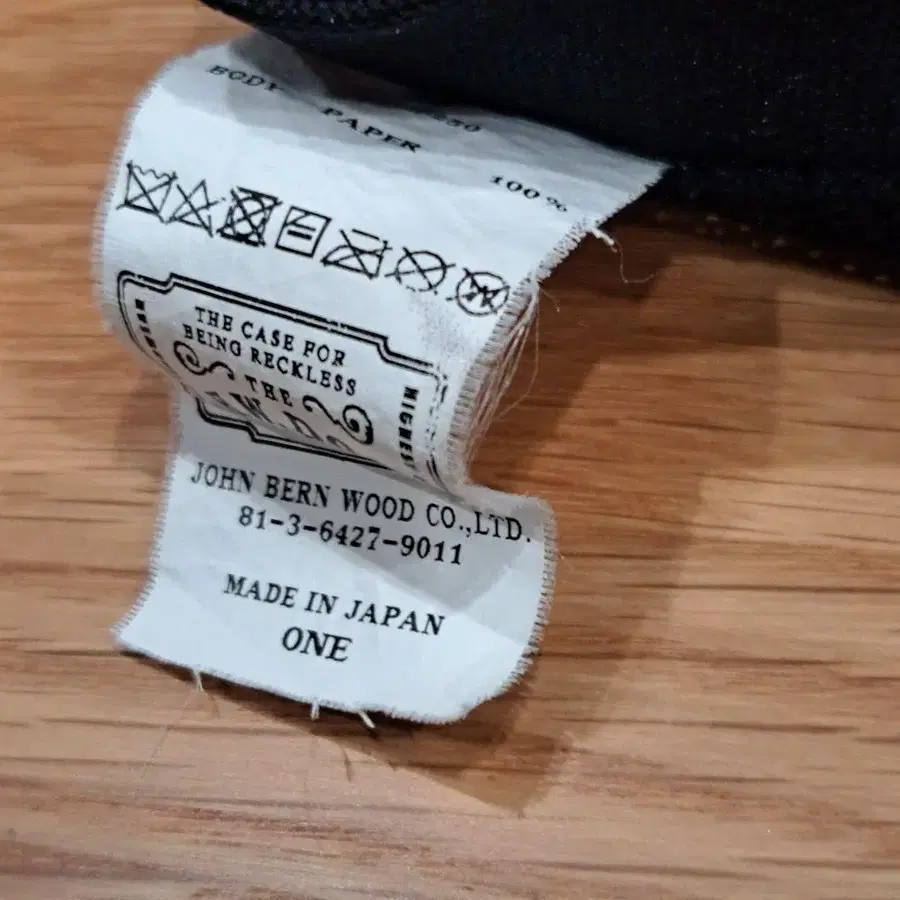 BODY
PAPER
100%
THE CASE FOR
BEING RECKLESS
THE
JOHN BERN WOOD CO.,LTD.
81-3-6427-9011
MADE IN JAPAN
ONE